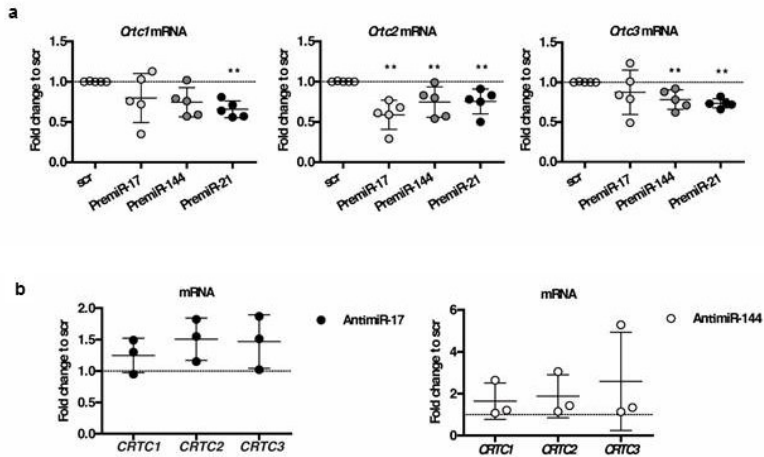 a
Crtc1 mRNA
Fold change to scr
1.5
1.0
0.5
0.0
**
scr
PremiR-17
PremiR-144
PremiR-21
Crtc2 mRNA
Fold change to scr
1.5
1.0
0.5
0.0
** ** **
scr
PremiR-17
PremiR-144
PremiR-21
Crtc3 mRNA
Fold change to scr
1.5
1.0
0.5
0.0
** **
scr
PremiR-17
PremiR-144
PremiR-21
b
mRNA
Fold change to scr
2.0
1.5
1.0
0.5
0.0
CRTC1 CRTC2 CRTC3
AntimiR-17
mRNA
Fold change to scr
6
4
2
0
CRTC1 CRTC2 CRTC3
AntimiR-144